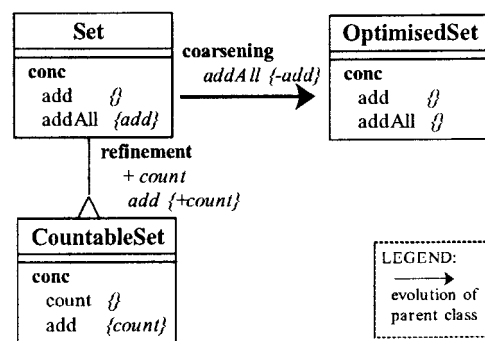 Set
conc
add {}
addAll {add}
coarsening
addAll {-add}
OptimisedSet
conc
add {}
addAll {}
refinement
+ count
add {+count}
CountableSet
conc
count {}
add {count}
LEGEND:
evolution of
parent class